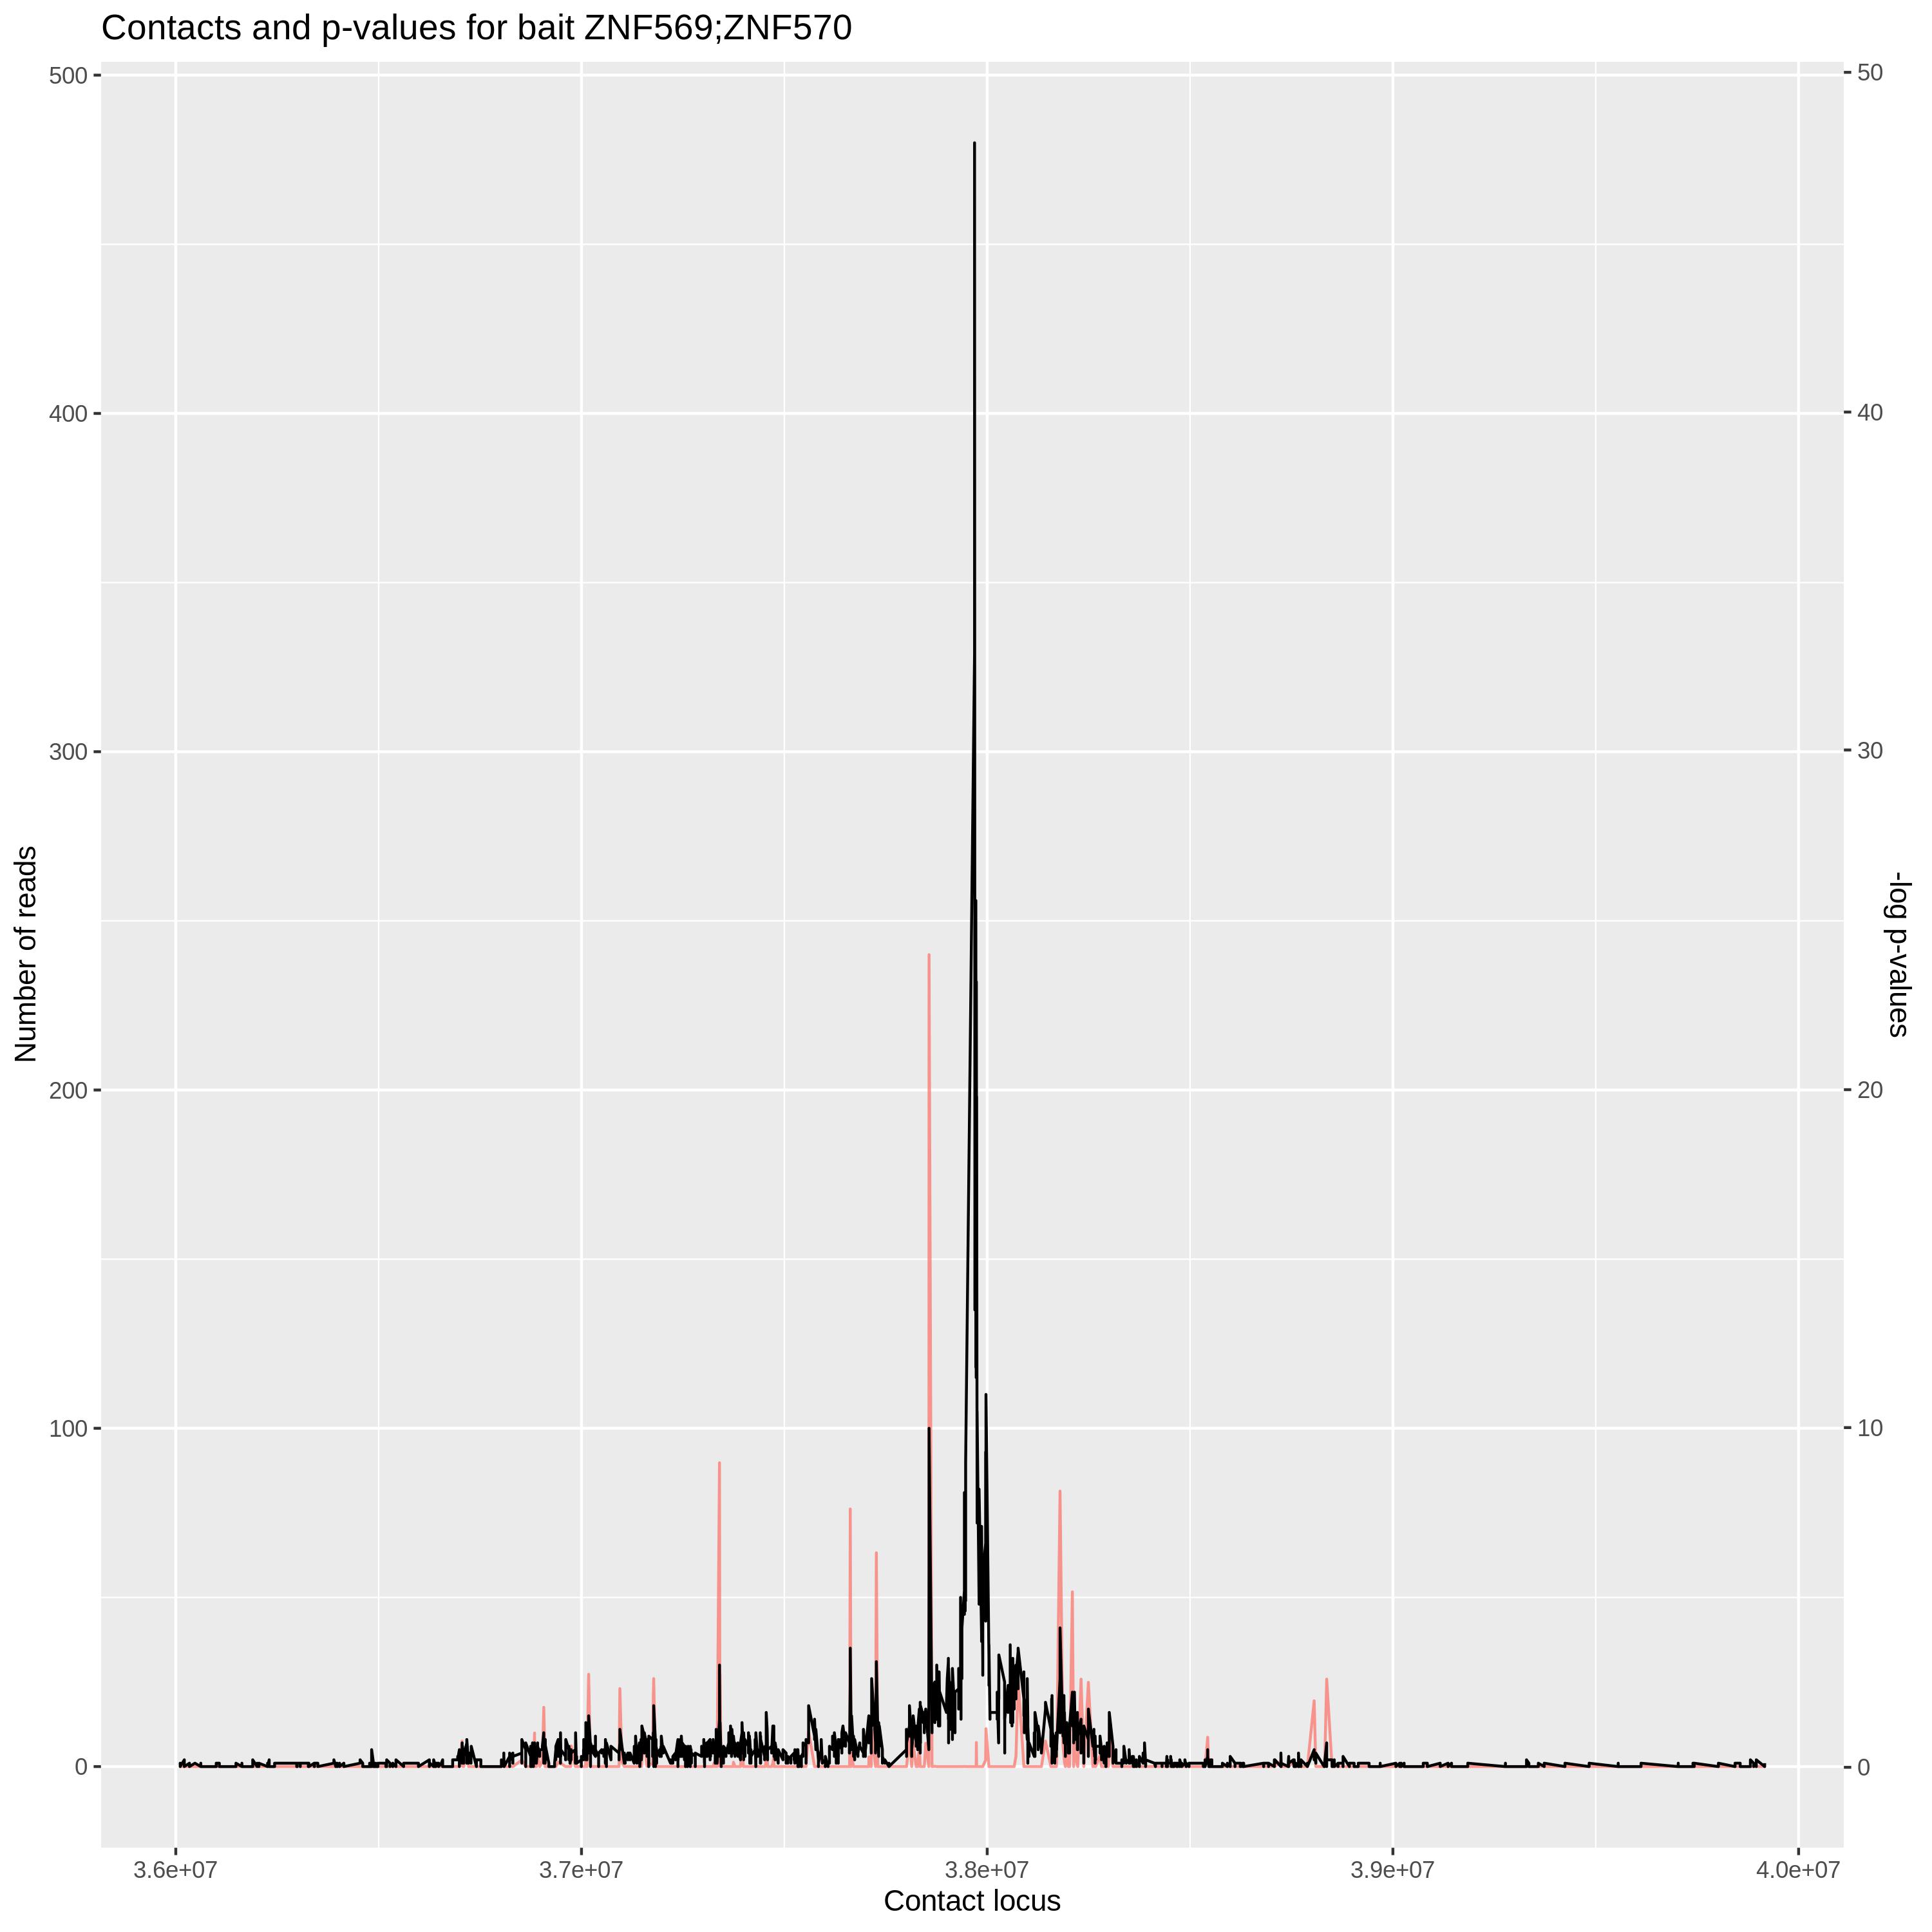 Contacts and p-values for bait ZNF569;ZNF570
500
400
300
200
100
0
Number of reads
50
40
30
20
10
0
-log p-values
3.6e+07
3.7e+07
3.8e+07
3.9e+07
4.0e+07
Contact locus